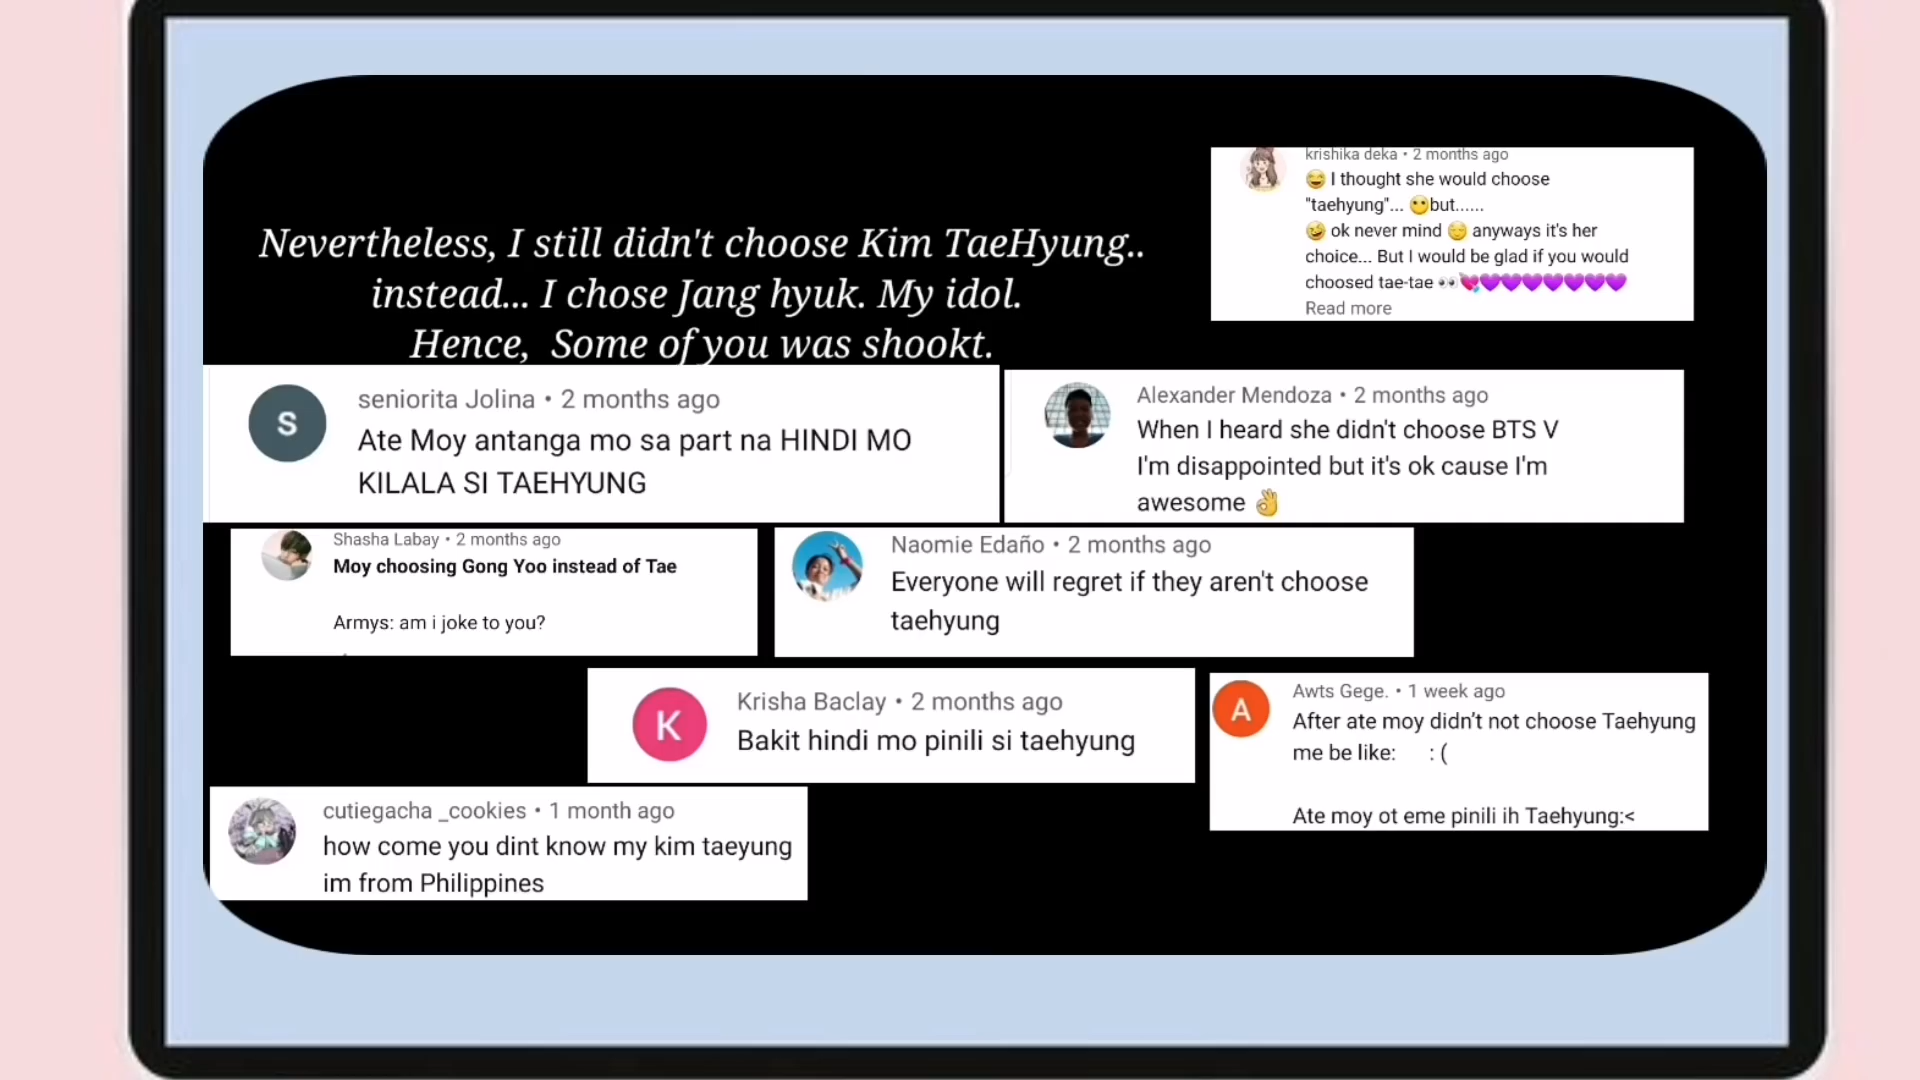 Nevertheless, I still didn't choose Kim TaeHyung..
instead... I chose Jang hyuk. My idol.
Hence, Some of you was shookt.
krishika deka • 2 months ago
😂 I thought she would choose
"taehyung"... 😶but......
🤣 ok never mind 😌 anyways it's her
choice... But I would be glad if you would
choosed tae-tae 👀💘💜💜💜💜💜💜💜
Read more
S
seniorita Jolina • 2 months ago
Ate Moy antanga mo sa part na HINDI MO
KILALA SI TAEHYUNG
Alexander Mendoza • 2 months ago
When I heard she didn't choose BTS V
I'm disappointed but it's ok cause I'm
awesome 👌
Shasha Labay • 2 months ago
Moy choosing Gong Yoo instead of Tae
Armys: am i joke to you?
Naomie Edaño • 2 months ago
Everyone will regret if they aren't choose
taehyung
K
Krisha Baclay • 2 months ago
Bakit hindi mo pinili si taehyung
A
Awts Gege. • 1 week ago
After ate moy didn't not choose Taehyung
me be like: : (
Ate moy ot eme pinili ih Taehyung:<
cutiegacha _cookies • 1 month ago
how come you dint know my kim taeyung
im from Philippines